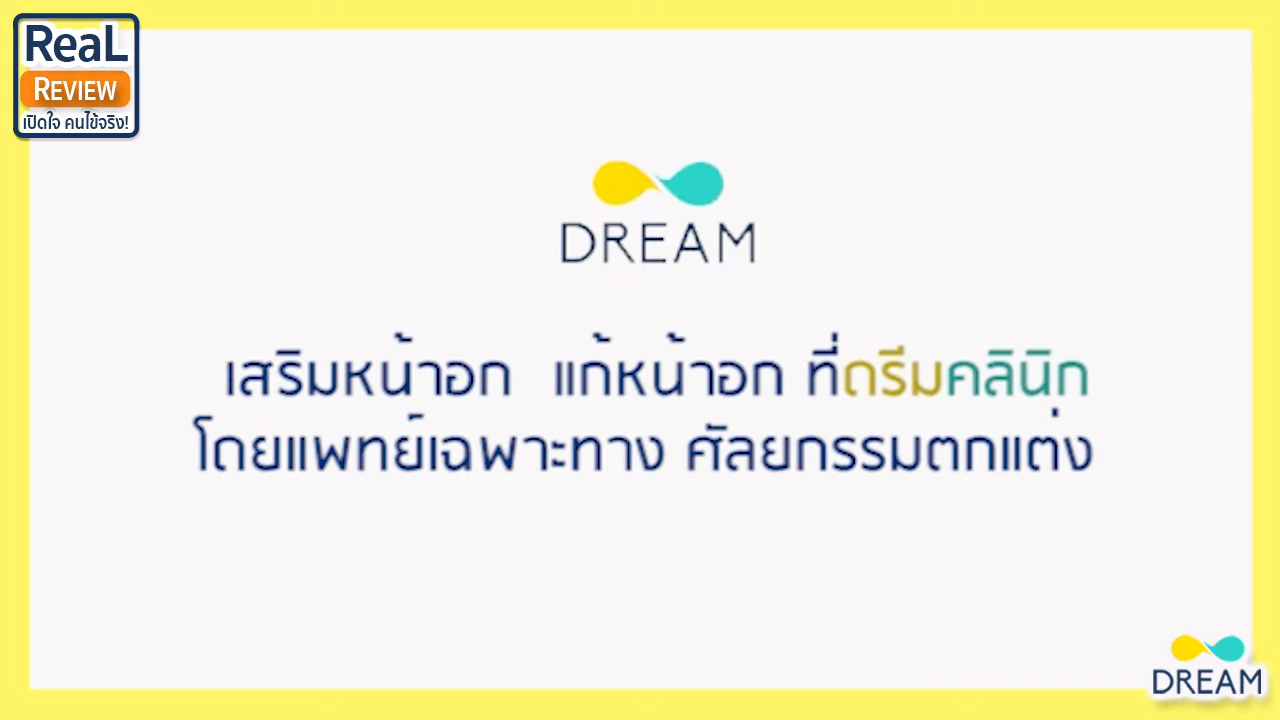 ReaL
REVIEW
เปิดใจ คนไข้จริง!
DREAM
เสริมหน้าอก แก้หน้าอก ที่ดรีมคลินิก
โดยแพทย์เฉพาะทาง ศัลยกรรมตกแต่ง
DREAM